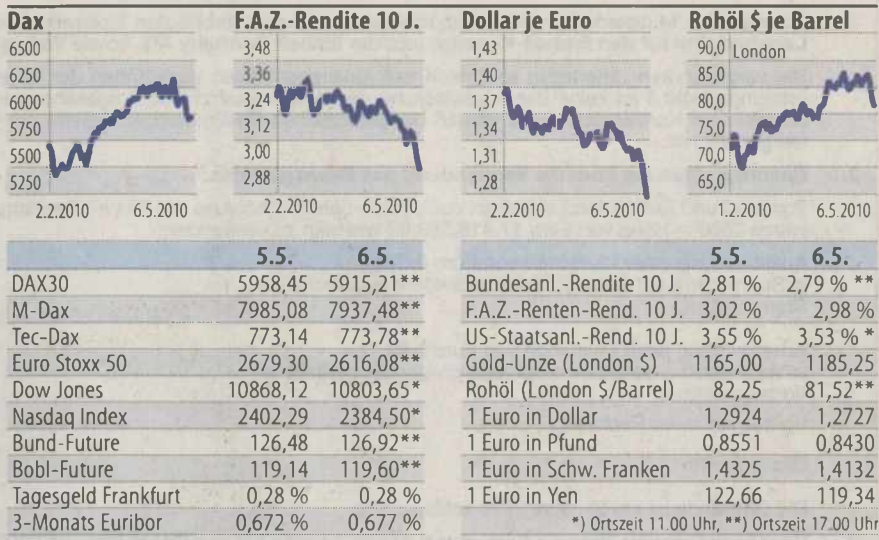 Dax
6500
6250
6000
5750
5500
5250
2.2.2010 6.5.2010
F.A.Z.-Rendite 10 J.
3,48
3,36
3,24
3,12
3,00
2,88
2.2.2010 6.5.2010
Dollar je Euro
1,43
1,40
1,37
1,34
1,31
1,28
2.2.2010 6.5.2010
Rohöl $ je Barrel
90,0 London
85,0
80,0
75,0
70,0
65,0
1.2.2010 6.5.2010
5.5. 6.5.
DAX30 5958,45 5915,21**
M-Dax 7985,08 7937,48**
Tec-Dax 773,14 773,78**
Euro Stoxx 50 2679,30 2616,08**
Dow Jones 10868,12 10803,65*
Nasdaq Index 2402,29 2384,50*
Bund-Future 126,48 126,92**
Bobl-Future 119,14 119,60**
Tagesgeld Frankfurt 0,28 % 0,28 %
3-Monats Euribor 0,672 % 0,677 %
5.5. 6.5.
Bundesanl.-Rendite 10 J. 2,81 % 2,79 % **
F.A.Z.-Renten-Rend. 10 J. 3,02 % 2,98 %
US-Staatsanl.-Rend. 10 J. 3,55 % 3,53 % *
Gold-Unze (London $) 1165,00 1185,25
Rohöl (London $/Barrel) 82,25 81,52**
1 Euro in Dollar 1,2924 1,2727
1 Euro in Pfund 0,8551 0,8430
1 Euro in Schw. Franken 1,4325 1,4132
1 Euro in Yen 122,66 119,34
*) Ortszeit 11.00 Uhr, **) Ortszeit 17.00 Uhr